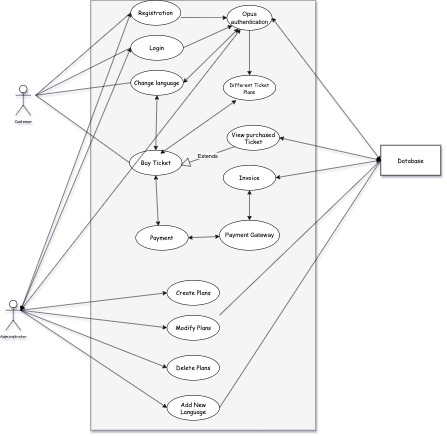 Registration
Opus
authentication
Login
Change language
Different Ticket
Plans
Customer
View purchased
Ticket
Extends
Buy Ticket
Database
Invoice
Payment
Payment Gateway
Create Plans
Modify Plans
Administrator
Delete Plans
Add New
Language